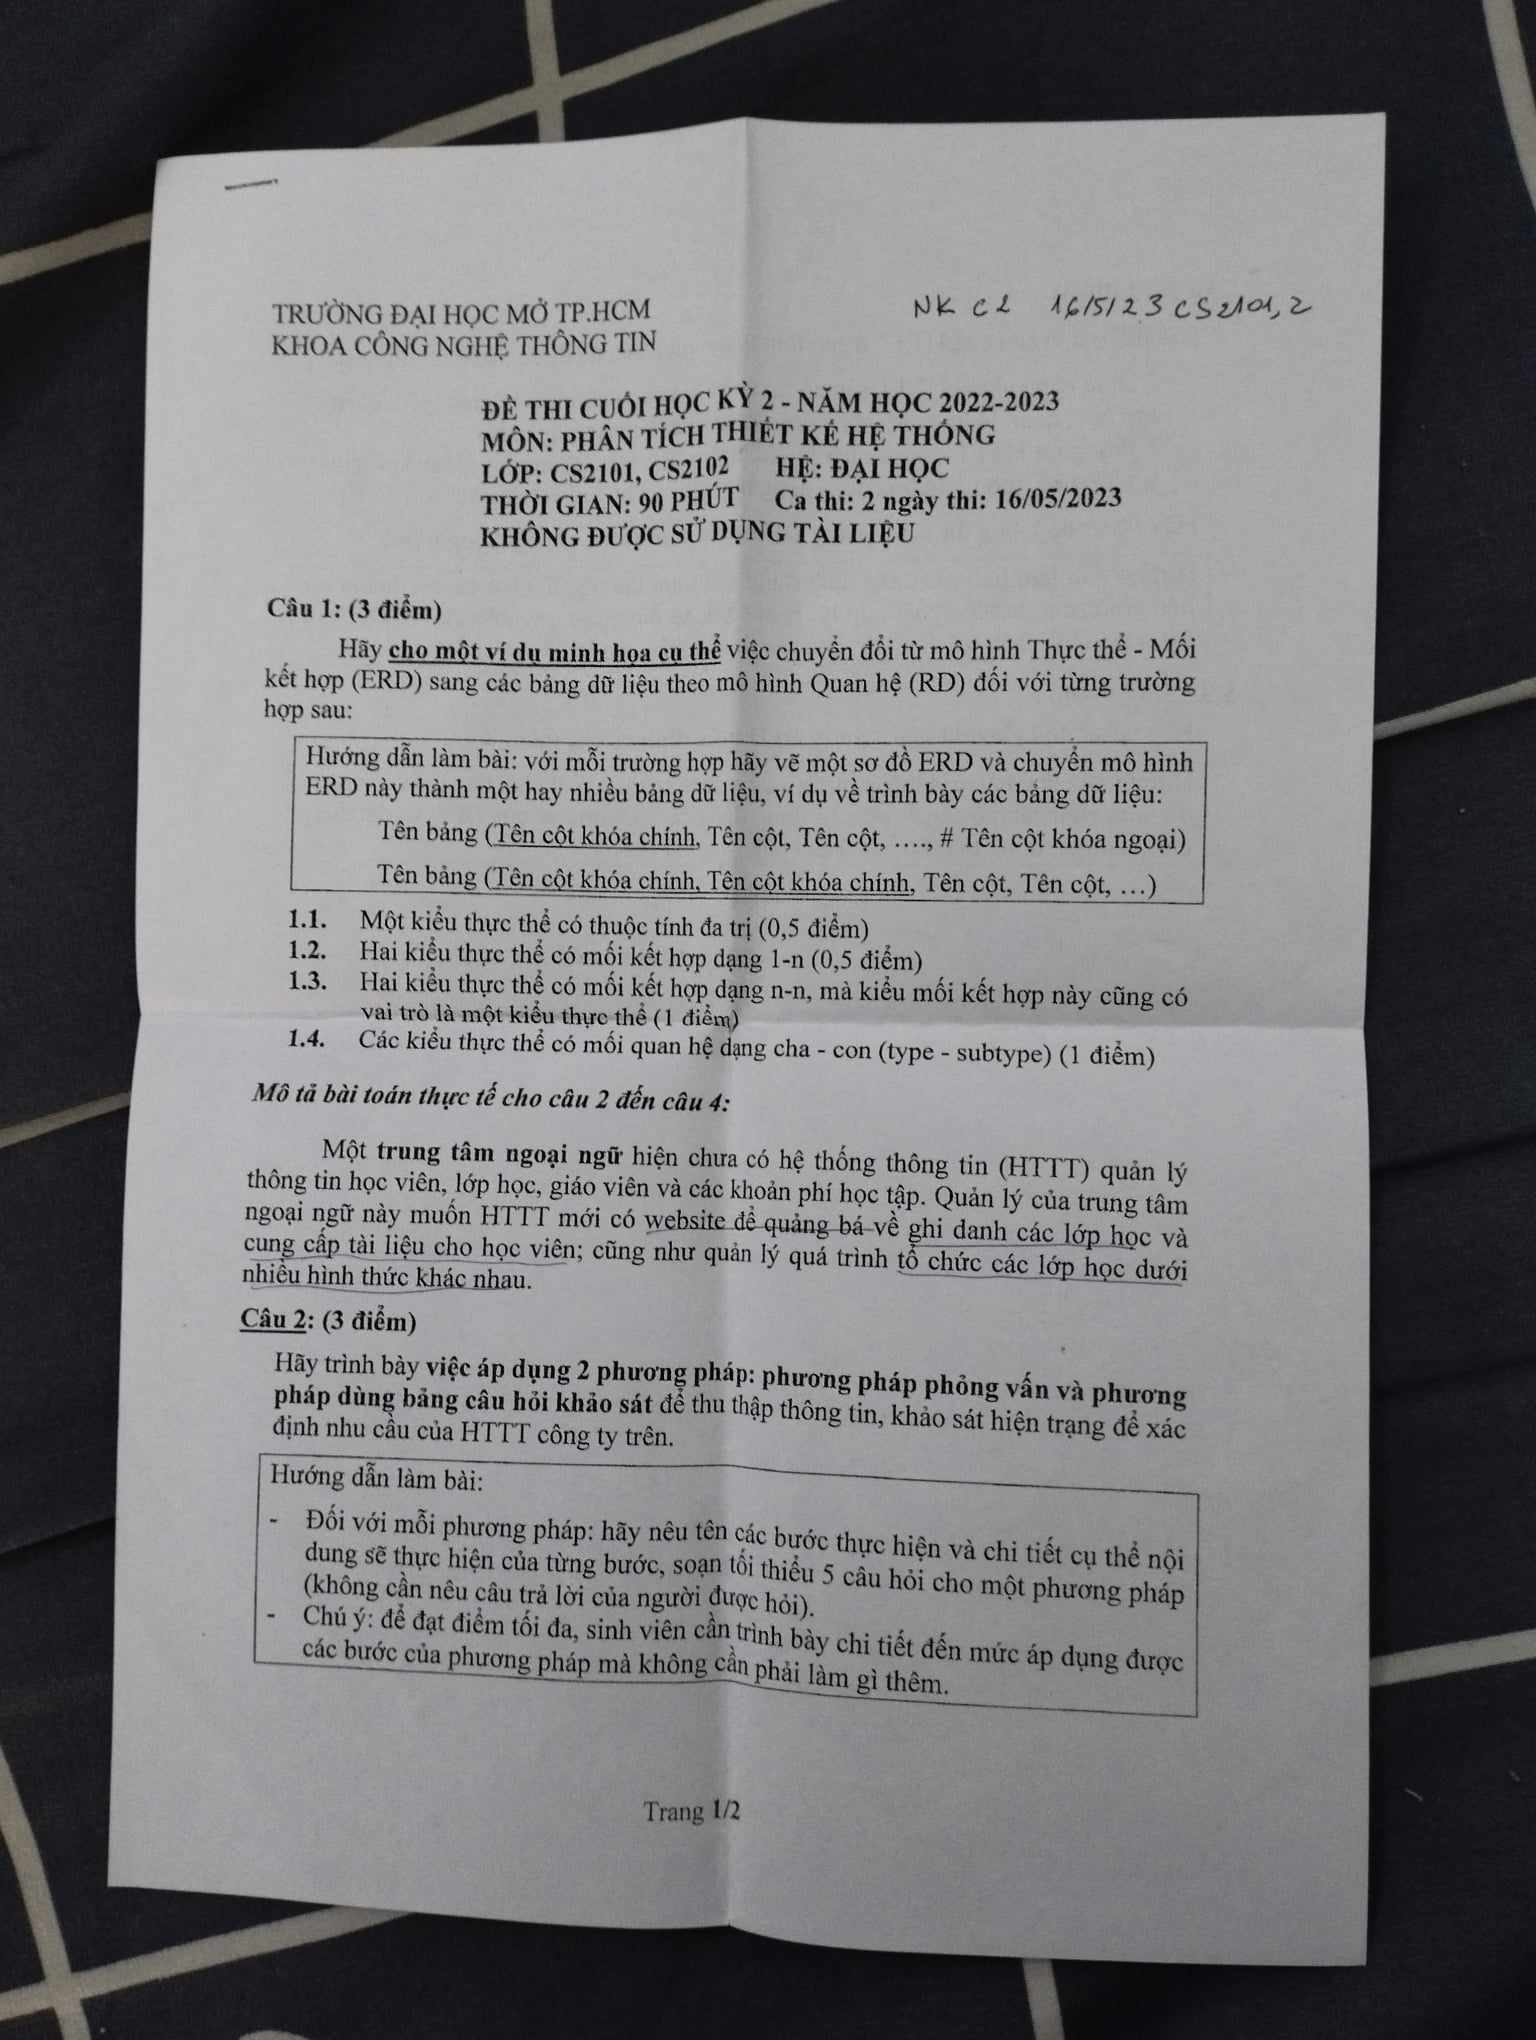 TRƯỜNG ĐẠI HỌC MỞ TP.HCM
NK C2 16/5/23 CS2101,2
KHOA CÔNG NGHỆ THÔNG TIN
ĐỀ THI CUỐI HỌC KỲ 2 - NĂM HỌC 2022-2023
MÔN: PHÂN TÍCH THIẾT KẾ HỆ THỐNG
LỚP: CS2101, CS2102 HỆ: ĐẠI HỌC
THỜI GIAN: 90 PHÚT Ca thi: 2 ngày thi: 16/05/2023
KHÔNG ĐƯỢC SỬ DỤNG TÀI LIỆU
Câu 1: (3 điểm)
Hãy cho một ví dụ minh họa cụ thể việc chuyển đổi từ mô hình Thực thể - Mối
kết hợp (ERD) sang các bảng dữ liệu theo mô hình Quan hệ (RD) đối với từng trường
hợp sau:
Hướng dẫn làm bài: với mỗi trường hợp hãy vẽ một sơ đồ ERD và chuyển mô hình
ERD này thành một hay nhiều bảng dữ liệu, ví dụ về trình bày các bảng dữ liệu:
Tên bảng (Tên cột khóa chính, Tên cột, Tên cột, …., # Tên cột khóa ngoại)
Tên bảng (Tên cột khóa chính, Tên cột khóa chính, Tên cột, Tên cột, …)
1.1. Một kiểu thực thể có thuộc tính đa trị (0,5 điểm)
1.2. Hai kiểu thực thể có mối kết hợp dạng 1-n (0,5 điểm)
1.3. Hai kiểu thực thể có mối kết hợp dạng n-n, mà kiểu mối kết hợp này cũng có
vai trò là một kiểu thực thể (1 điểm)
1.4. Các kiểu thực thể có mối quan hệ dạng cha - con (type - subtype) (1 điểm)
Mô tả bài toán thực tế cho câu 2 đến câu 4:
Một trung tâm ngoại ngữ hiện chưa có hệ thống thông tin (HTTT) quản lý
thông tin học viên, lớp học, giáo viên và các khoản phí học tập. Quản lý của trung tâm
ngoại ngữ này muốn HTTT mới có website để quảng bá về ghi danh các lớp học và
cung cấp tài liệu cho học viên; cũng như quản lý quá trình tổ chức các lớp học dưới
nhiều hình thức khác nhau.
Câu 2: (3 điểm)
Hãy trình bày việc áp dụng 2 phương pháp: phương pháp phỏng vấn và phương
pháp dùng bảng câu hỏi khảo sát để thu thập thông tin, khảo sát hiện trạng để xác
định nhu cầu của HTTT công ty trên.
Hướng dẫn làm bài:
- Đối với mỗi phương pháp: hãy nêu tên các bước thực hiện và chi tiết cụ thể nội
dung sẽ thực hiện của từng bước, soạn tối thiểu 5 câu hỏi cho một phương pháp
(không cần nêu câu trả lời của người được hỏi).
- Chú ý: để đạt điểm tối đa, sinh viên cần trình bày chi tiết đến mức áp dụng được
các bước của phương pháp mà không cần phải làm gì thêm.
Trang 1/2